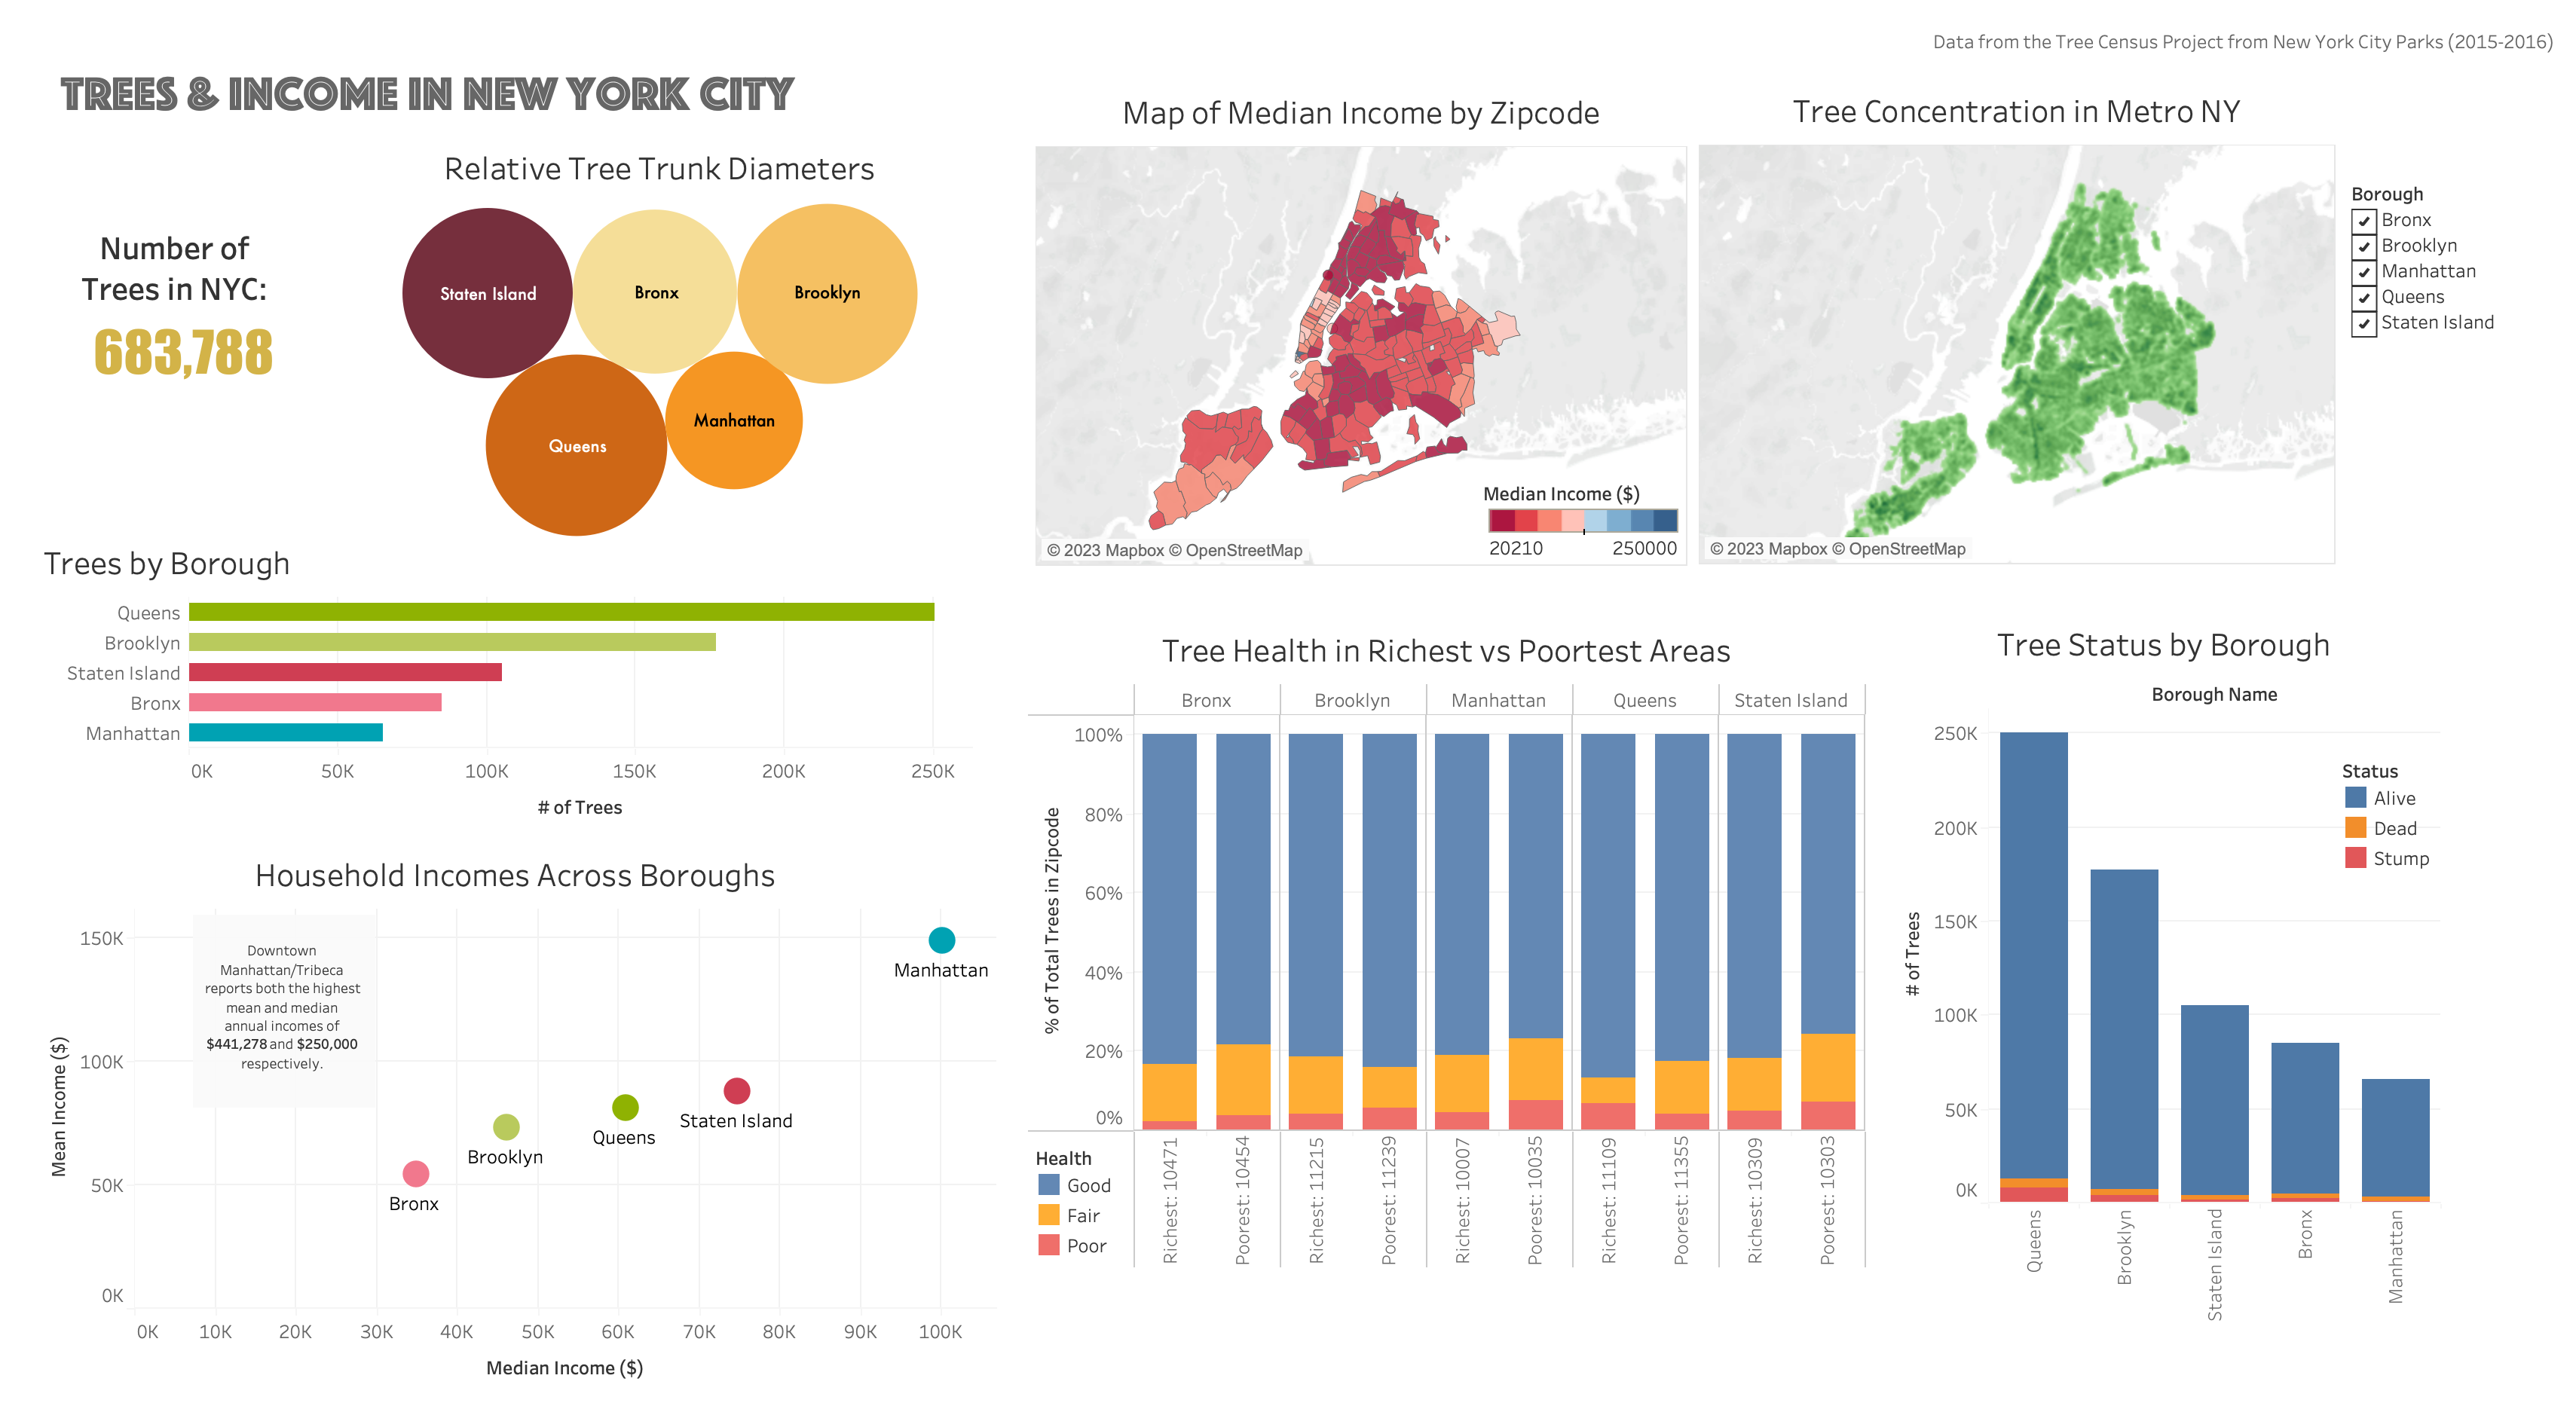 Data from the Tree Census Project from New York City Parks (2015-2016)
TREES & INCOME IN NEW YORK CITY
Number of
Trees in NYC:
683,788
Relative Tree Trunk Diameters
Staten Island
Bronx
Brooklyn
Queens
Manhattan
Map of Median Income by Zipcode
Median Income ($)
20210 250000
© 2023 Mapbox © OpenStreetMap
Tree Concentration in Metro NY
© 2023 Mapbox © OpenStreetMap
Borough
Bronx
Brooklyn
Manhattan
Queens
Staten Island
Trees by Borough
Queens
Brooklyn
Staten Island
Bronx
Manhattan
0K 50K 100K 150K 200K 250K
# of Trees
Household Incomes Across Boroughs
Mean Income ($)
150K
100K
50K
0K
Downtown
Manhattan/Tribeca
reports both the highest
mean and median
annual incomes of
$441,278 and $250,000
respectively.
Manhattan
Staten Island
Queens
Brooklyn
Bronx
0K 10K 20K 30K 40K 50K 60K 70K 80K 90K 100K
Median Income ($)
Tree Health in Richest vs Poortest Areas
Bronx Brooklyn Manhattan Queens Staten Island
% of Total Trees in Zipcode
100%
80%
60%
40%
20%
0%
Richest: 10471
Poorest: 10454
Richest: 11215
Poorest: 11239
Richest: 10007
Poorest: 10035
Richest: 11109
Poorest: 11355
Richest: 10309
Poorest: 10303
Health
Good
Fair
Poor
Tree Status by Borough
Borough Name
# of Trees
250K
200K
150K
100K
50K
0K
Status
Alive
Dead
Stump
Queens
Brooklyn
Staten Island
Bronx
Manhattan